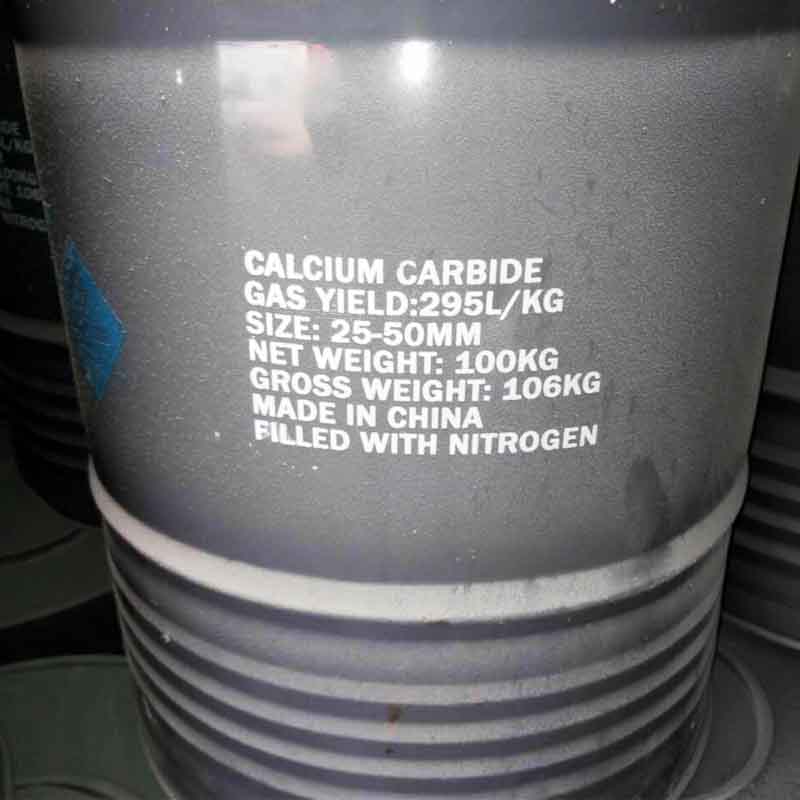 CALCIUM CARBIDE
GAS YIELD:295L/KG
SIZE: 25-50MM
NET WEIGHT: 100KG
GROSS WEIGHT: 106KG
MADE IN CHINA
FILLED WITH NITROGEN